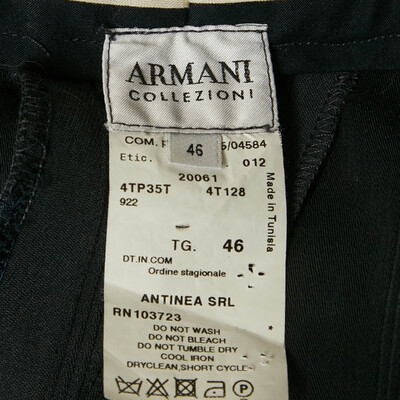 ARMANI
COLLEZIONI
COM. 5/04584
46
Etic. 012
20061
4TP35T 4T128
922
Made in Tunisia
TG. 46
DT.IN.COM
Ordine stagionale
ANTINEA SRL
RN103723
DO NOT WASH
DO NOT BLEACH
DO NOT TUMBLE DRY
COOL IRON
DRYCLEAN,SHORT CYCLE
P